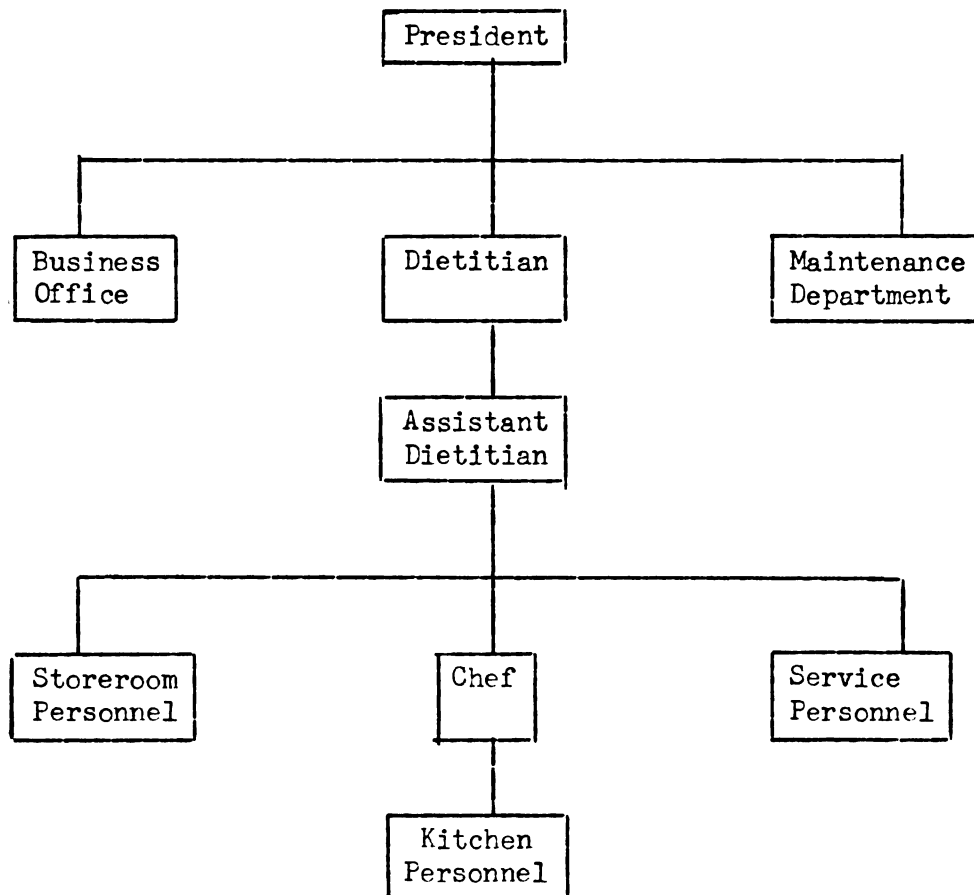 President
Business
Office
Dietitian
Maintenance
Department
Assistant
Dietitian
Storeroom
Personnel
Chef
Service
Personnel
Kitchen
Personnel